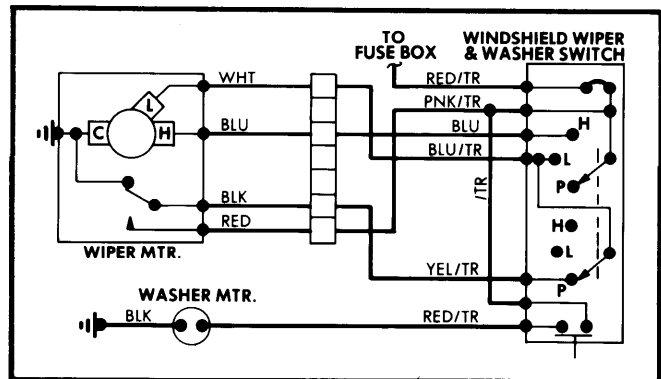 TO
FUSE BOX
WINDSHIELD WIPER
& WASHER SWITCH
WHT
RED/TR
PNK/TR
L
C
H
BLU
BLU
H
BLU/TR
L
P
/TR
BLK
RED
H
L
WIPER MTR.
YEL/TR
P
WASHER MTR.
BLK
RED/TR